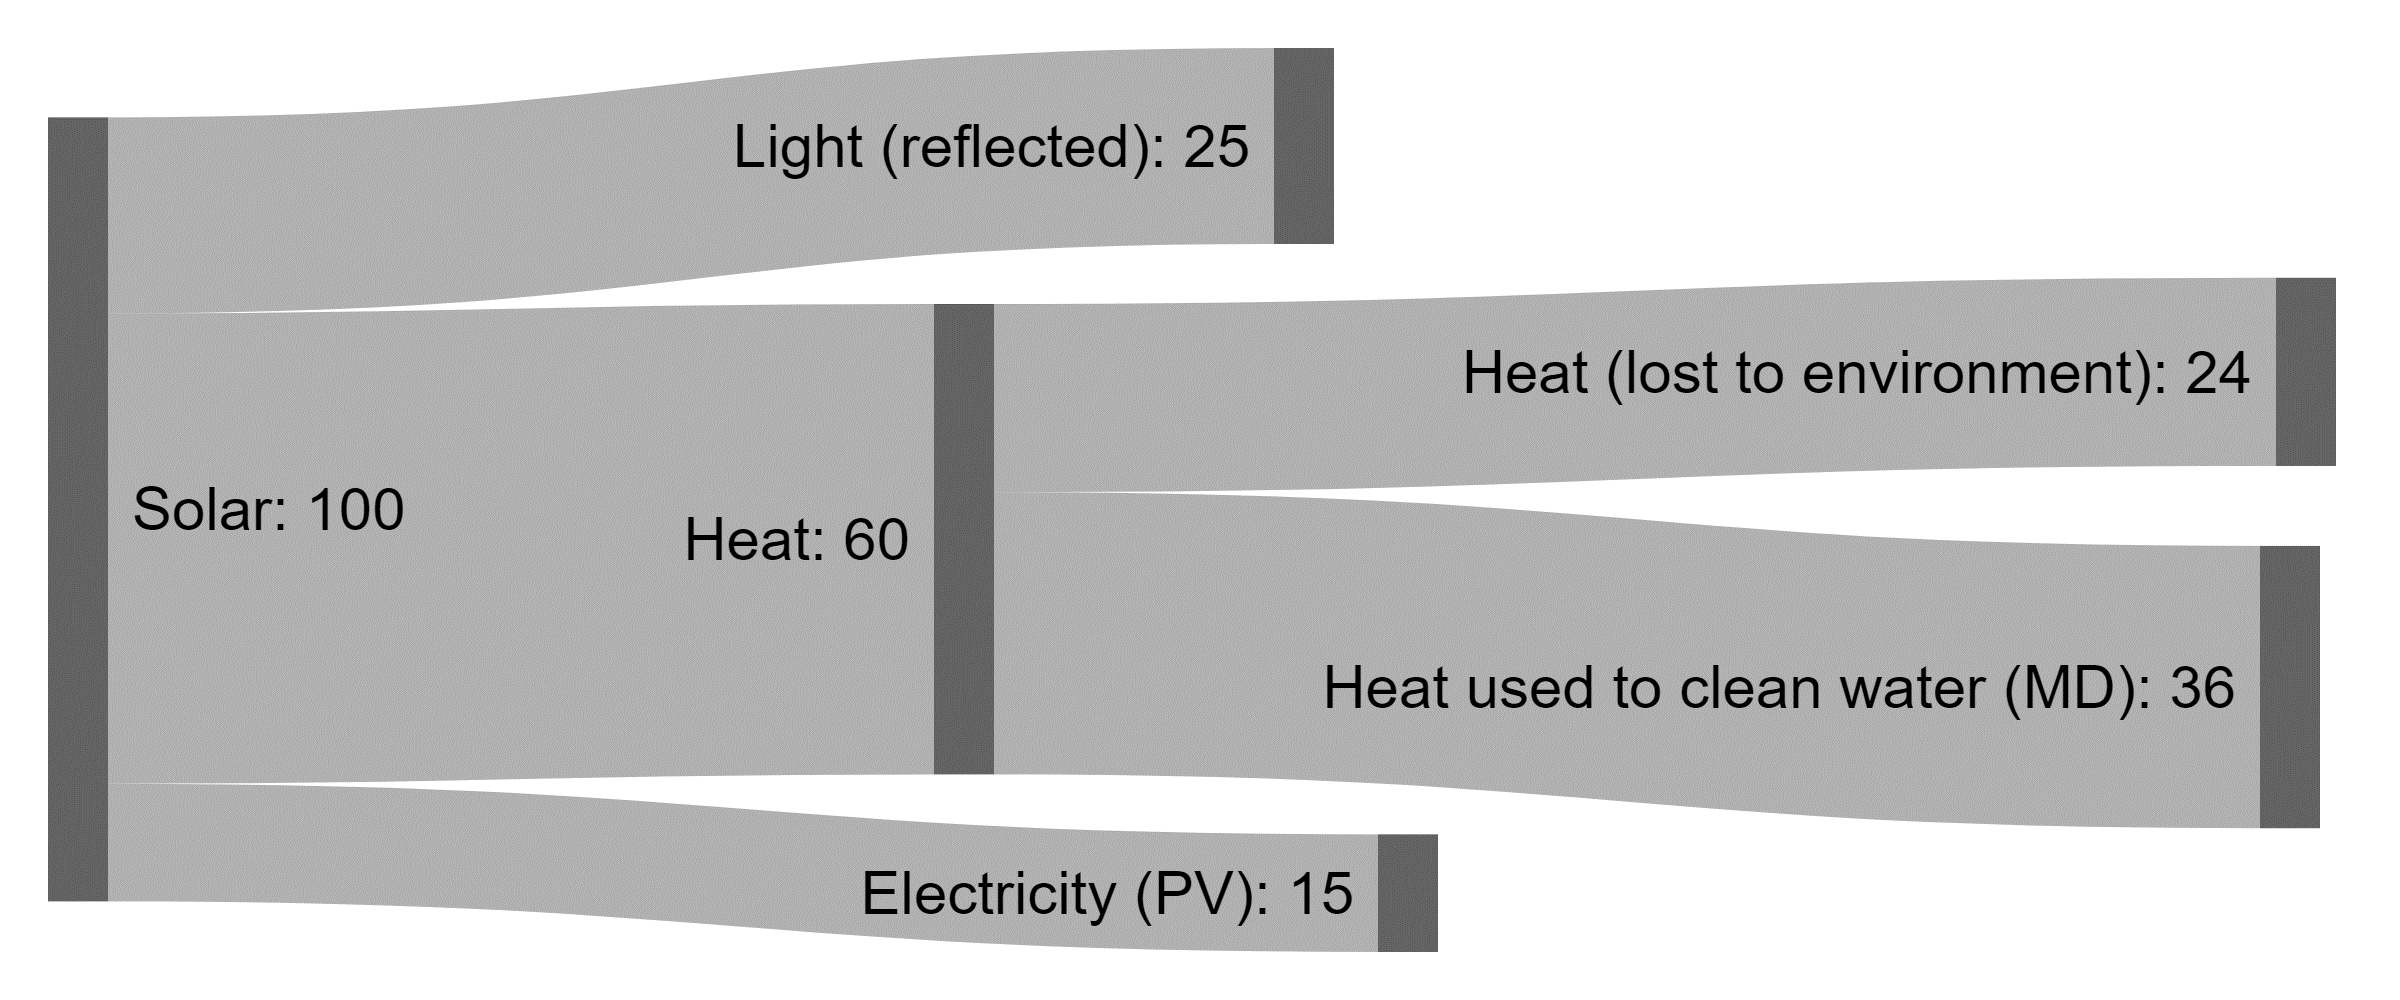 Light (reflected): 25
Heat (lost to environment): 24
Solar: 100
Heat: 60
Heat used to clean water (MD): 36
Electricity (PV): 15